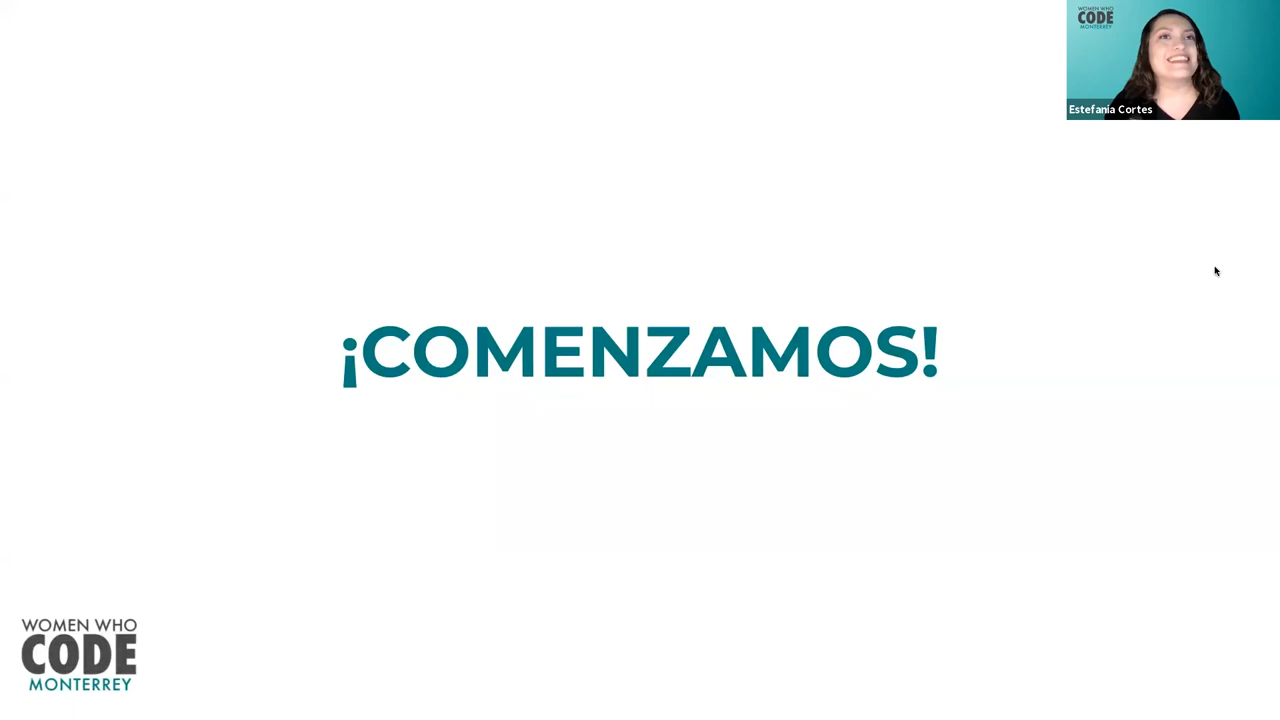 WOMEN WHO
CODE
MONTERREY
Estefanía Cortes
¡COMENZAMOS!
WOMEN WHO
CODE
MONTERREY